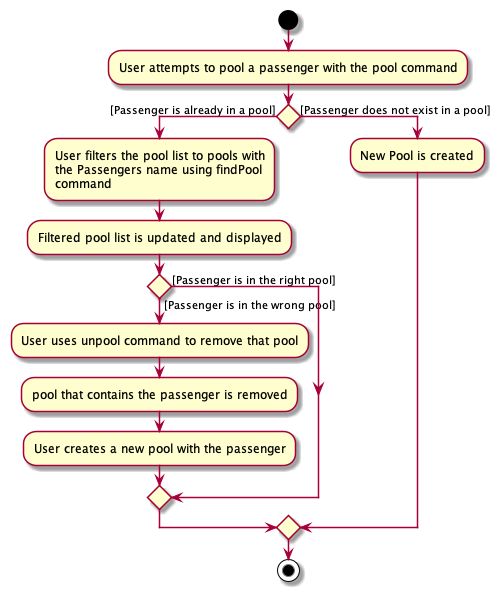 User attempts to pool a passenger with the pool command
[Passenger is already in a pool]
[Passenger does not exist in a pool]
User filters the pool list to pools with
the Passengers name using findPool
command
New Pool is created
Filtered pool list is updated and displayed
[Passenger is in the right pool]
[Passenger is in the wrong pool]
User uses unpool command to remove that pool
pool that contains the passenger is removed
User creates a new pool with the passenger